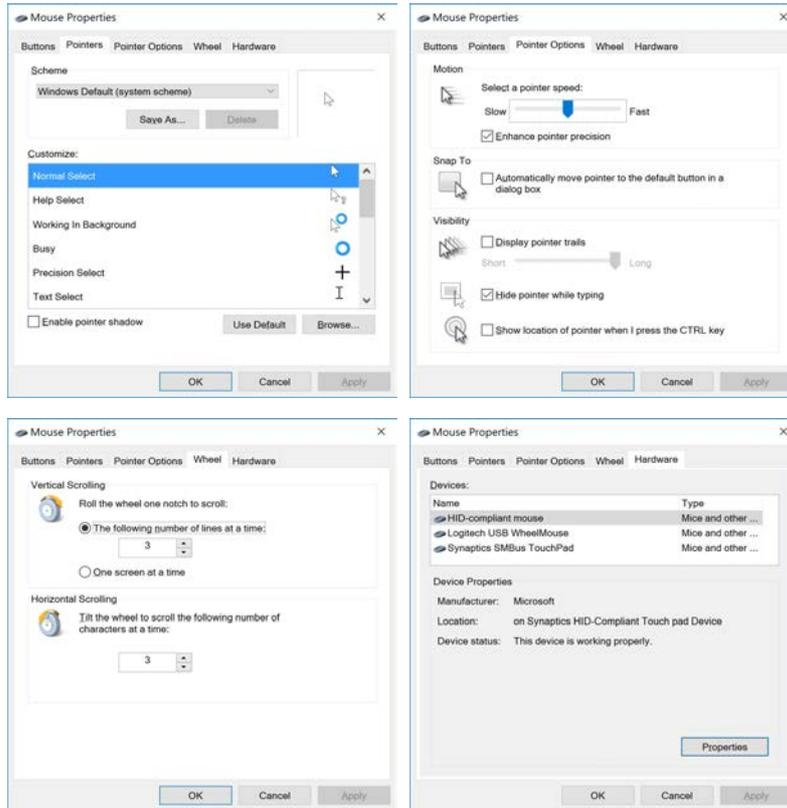 Mouse Properties
Buttons Pointers Pointer Options Wheel Hardware
Scheme
Windows Default (system scheme)
Save As... Delete
Customize:
Normal Select
Help Select
Working In Background
Busy
Precision Select
Text Select
Enable pointer shadow Use Default Browse...
OK Cancel Apply
Mouse Properties
Buttons Pointers Pointer Options Wheel Hardware
Motion
Select a pointer speed:
Slow Fast
Enhance pointer precision
Snap To
Automatically move pointer to the default button in a
dialog box
Visibility
Display pointer trails
Short Long
Hide pointer while typing
Show location of pointer when I press the CTRL key
OK Cancel Apply
Mouse Properties
Buttons Pointers Pointer Options Wheel Hardware
Vertical Scrolling
Roll the wheel one notch to scroll:
The following number of lines at a time:
3
One screen at a time
Horizontal Scrolling
Tilt the wheel to scroll the following number of
characters at a time:
3
OK Cancel Apply
Mouse Properties
Buttons Pointers Pointer Options Wheel Hardware
Devices:
Name Type
HID-compliant mouse Mice and other ...
Logitech USB WheelMouse Mice and other ...
Synaptics SMBus TouchPad Mice and other ...
Device Properties
Manufacturer: Microsoft
Location: on Synaptics HID-Compliant Touch pad Device
Device status: This device is working properly.
Properties
OK Cancel Apply